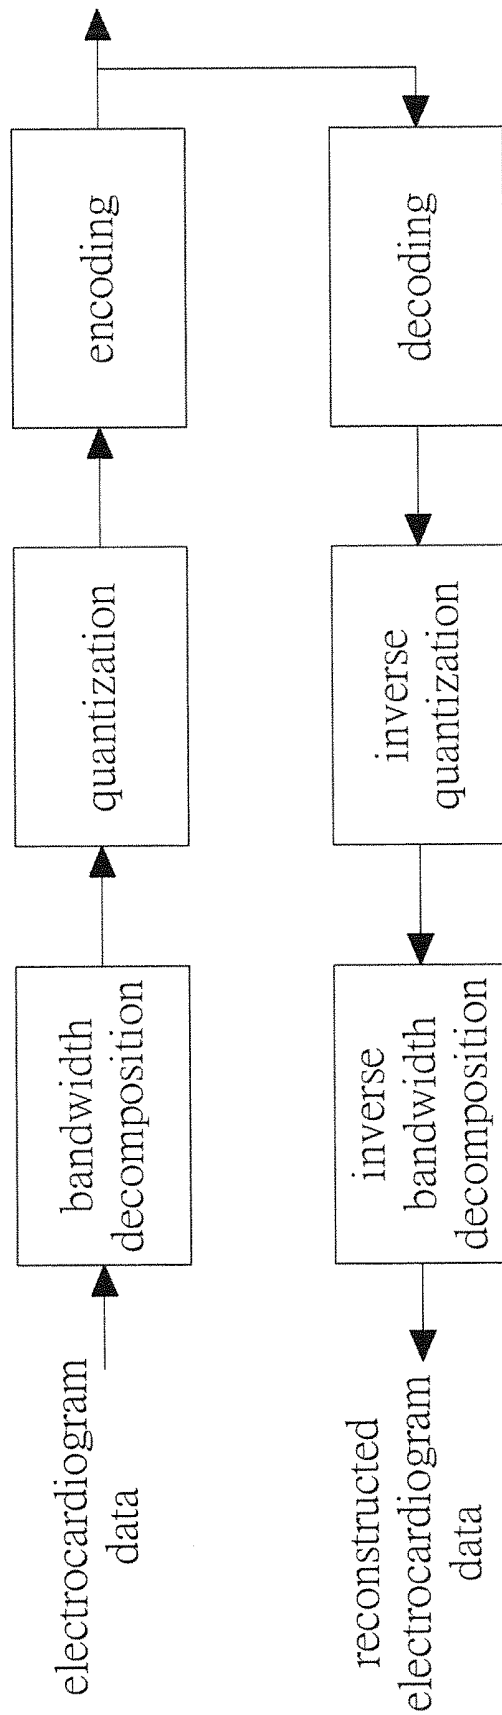 electrocardiogram
data
bandwidth
decomposition
quantization
encoding
decoding
inverse
quantization
inverse
bandwidth
decomposition
reconstructed
electrocardiogram
data